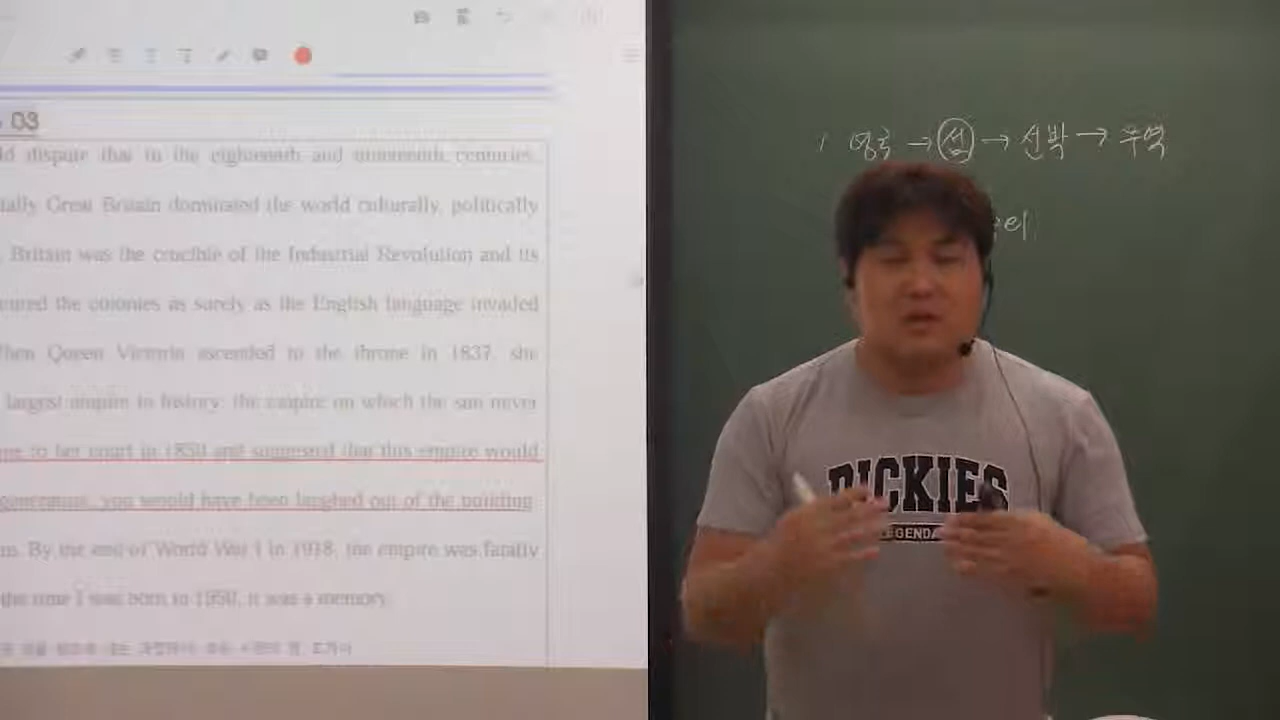 03
ld dispute that in the eighteenth and nineteenth centuries,
tally Great Britain dominated the world culturally, politically
Britain was the crucible of the Industrial Revolution and its
tured the colonies as surely as the English language invaded
When Queen Victoria ascended to the throne in 1837, she
largest empire in history: the empire on which the sun never
me to her court in 1850 and suggested that this empire would
generation, you would have been laughed out of the building.
By the end of World War I in 1918, the empire was fatally
the time I was born in 1950, it was a memory.
영국 → 섬 → 선박 → 무역
DICKIES
LEGENDA